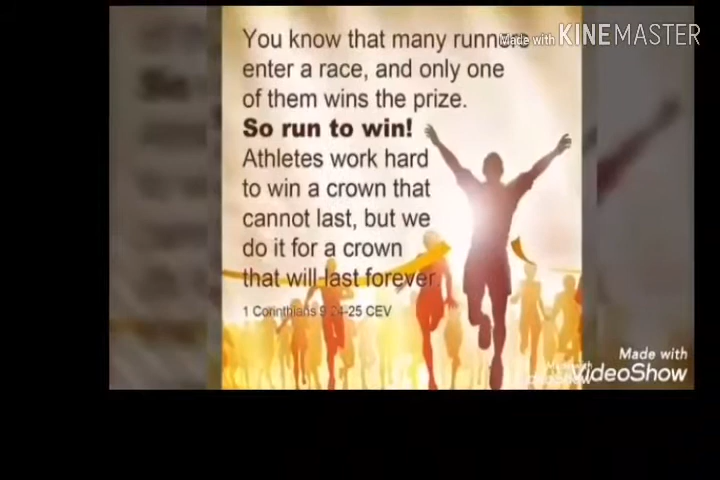 You know that many runners
enter a race, and only one
of them wins the prize.
So run to win!
Athletes work hard
to win a crown that
cannot last, but we
do it for a crown
that will last forever.
1 Corinthians 9:24-25 CEV
Made with KINEMASTER
Made with
VideoShow